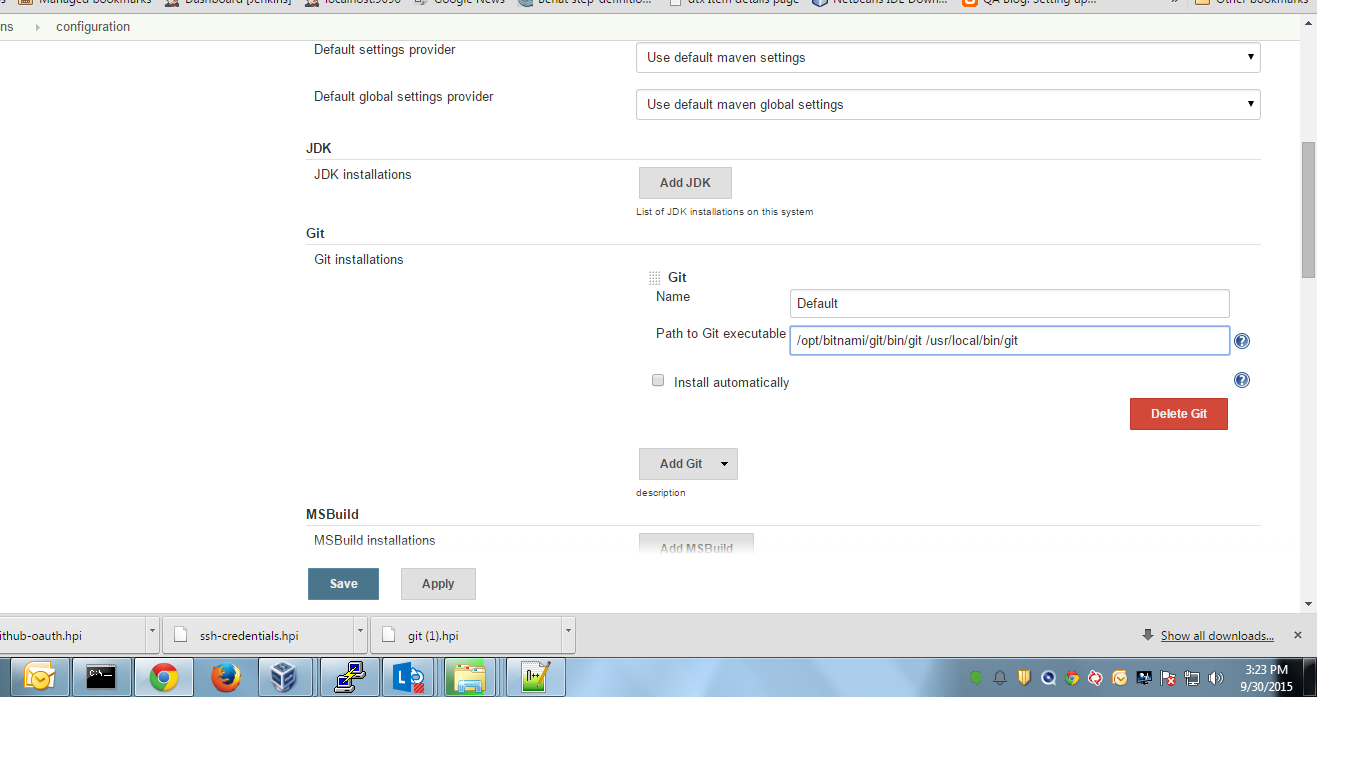 Managed bookmarks Dashboard [Jenkins] localhost:9090 Google News Behat step-definitio... dtx Item details page NetBeans IDE Down... QA Blog: Setting up... » Other bookmarks
ns configuration
Default settings provider Use default maven settings
Default global settings provider Use default maven global settings
JDK
JDK installations Add JDK
List of JDK installations on this system
Git
Git installations
Git
Name Default
Path to Git executable /opt/bitnami/git/bin/git /usr/local/bin/git
Install automatically
Delete Git
Add Git
description
MSBuild
MSBuild installations Add MSBuild
Save Apply
ithub-oauth.hpi ssh-credentials.hpi git (1).hpi Show all downloads...
3:23 PM
9/30/2015